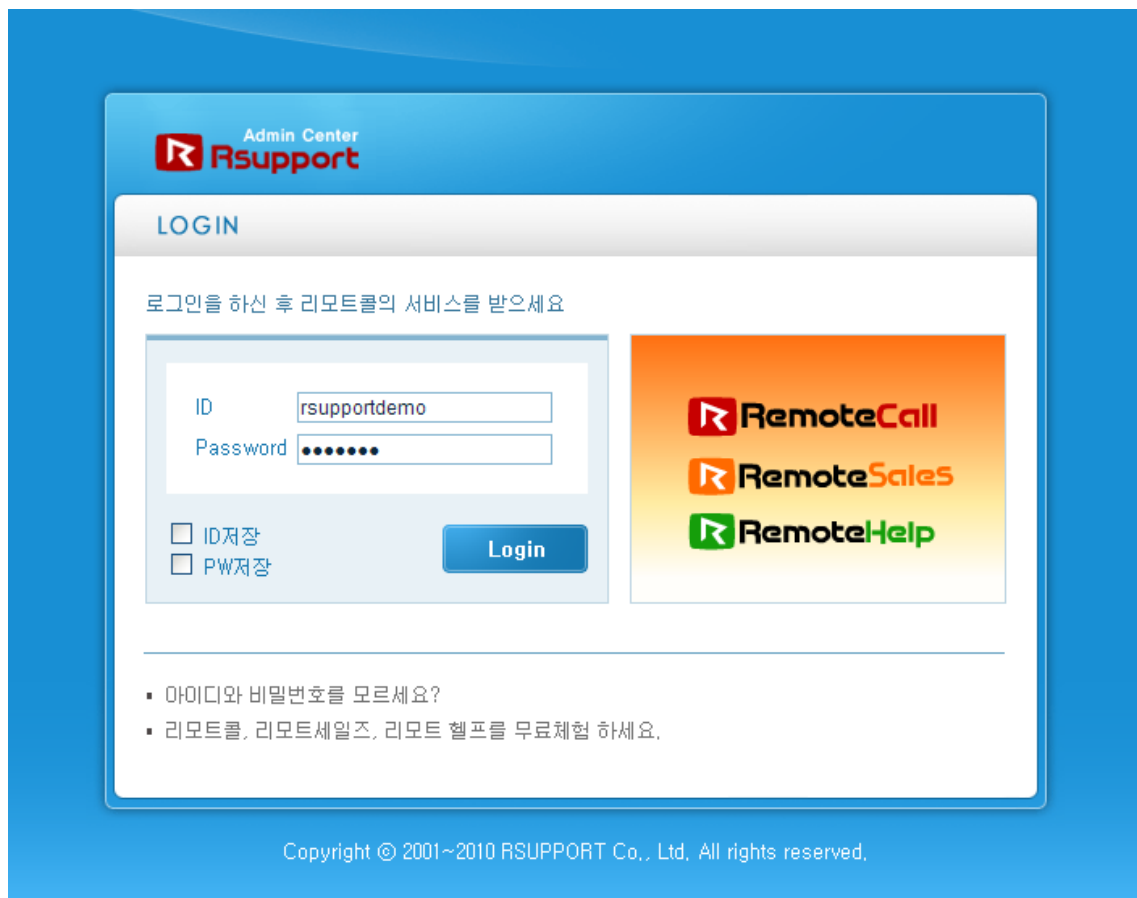 Admin Center
Rsupport
LOGIN
로그인을 하신 후 리모트콜의 서비스를 받으세요
ID rsupportdemo
Password •••••••
ID저장
PW저장
Login
RemoteCall
RemoteSales
RemoteHelp
▪ 아이디와 비밀번호를 모르세요?
▪ 리모트콜, 리모트세일즈, 리모트 헬프를 무료체험 하세요.
Copyright ⓒ 2001~2010 RSUPPORT Co., Ltd. All rights reserved.